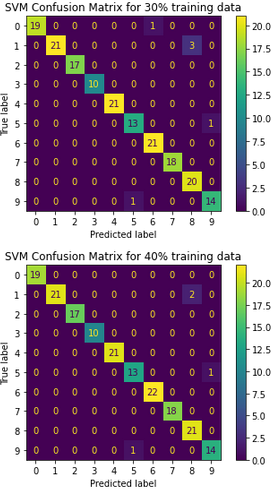 SVM Confusion Matrix for 30% training data
0 19 0 0 0 0 0 1 0 0 0
1 0 21 0 0 0 0 0 0 3 0
2 0 0 17 0 0 0 0 0 0 0
3 0 0 0 10 0 0 0 0 0 0
4 0 0 0 0 21 0 0 0 0 0
5 0 0 0 0 0 13 0 0 0 1
6 0 0 0 0 0 0 21 0 0 0
7 0 0 0 0 0 0 0 18 0 0
8 0 0 0 0 0 0 0 0 20 0
9 0 0 0 0 0 1 0 0 0 14
0 1 2 3 4 5 6 7 8 9
True label
Predicted label
20.0
17.5
15.0
12.5
10.0
7.5
5.0
2.5
0.0
SVM Confusion Matrix for 40% training data
0 19 0 0 0 0 0 0 0 0 0
1 0 21 0 0 0 0 0 0 2 0
2 0 0 17 0 0 0 0 0 0 0
3 0 0 0 10 0 0 0 0 0 0
4 0 0 0 0 21 0 0 0 0 0
5 0 0 0 0 0 13 0 0 0 1
6 0 0 0 0 0 0 22 0 0 0
7 0 0 0 0 0 0 0 18 0 0
8 0 0 0 0 0 0 0 0 21 0
9 0 0 0 0 0 1 0 0 0 14
0 1 2 3 4 5 6 7 8 9
True label
Predicted label
20.0
17.5
15.0
12.5
10.0
7.5
5.0
2.5
0.0